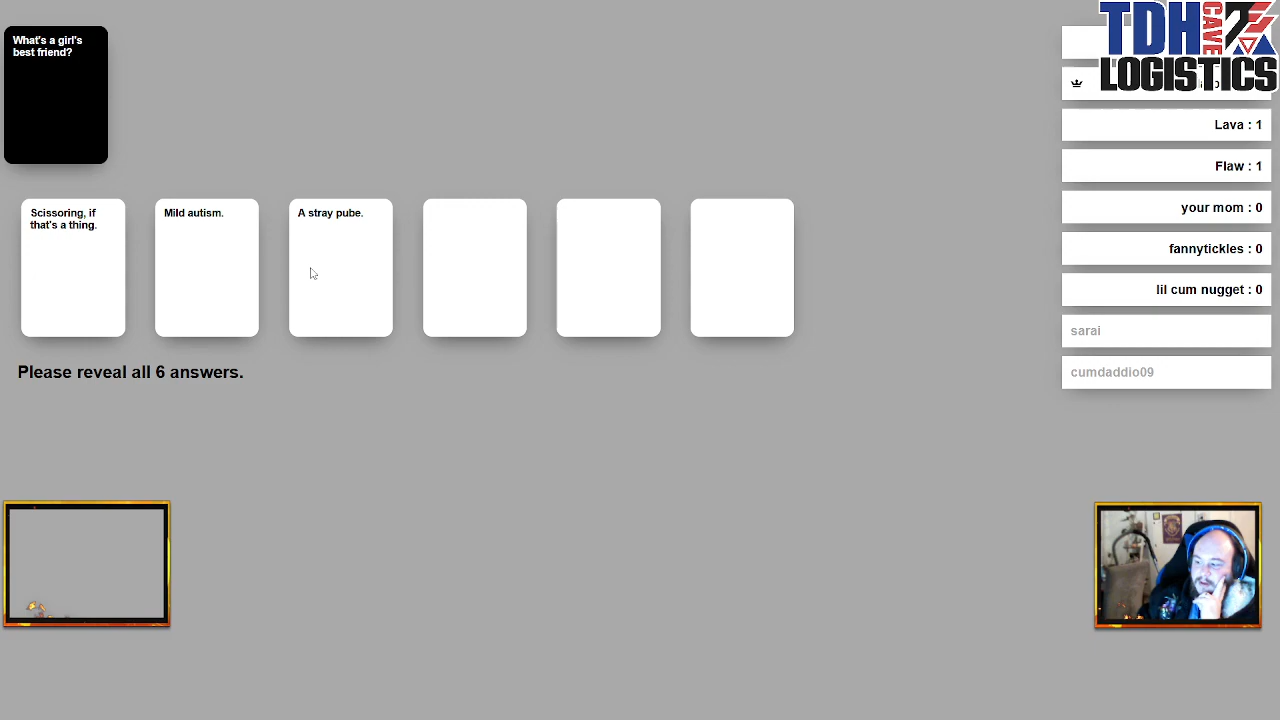 What's a girl's
best friend?
TDH
CAVE
LOGISTICS
Lava : 1
Flaw : 1
your mom : 0
fannytickles : 0
lil cum nugget : 0
sarai
cumdaddio09
Scissoring, if
that's a thing.
Mild autism.
A stray pube.
Please reveal all 6 answers.